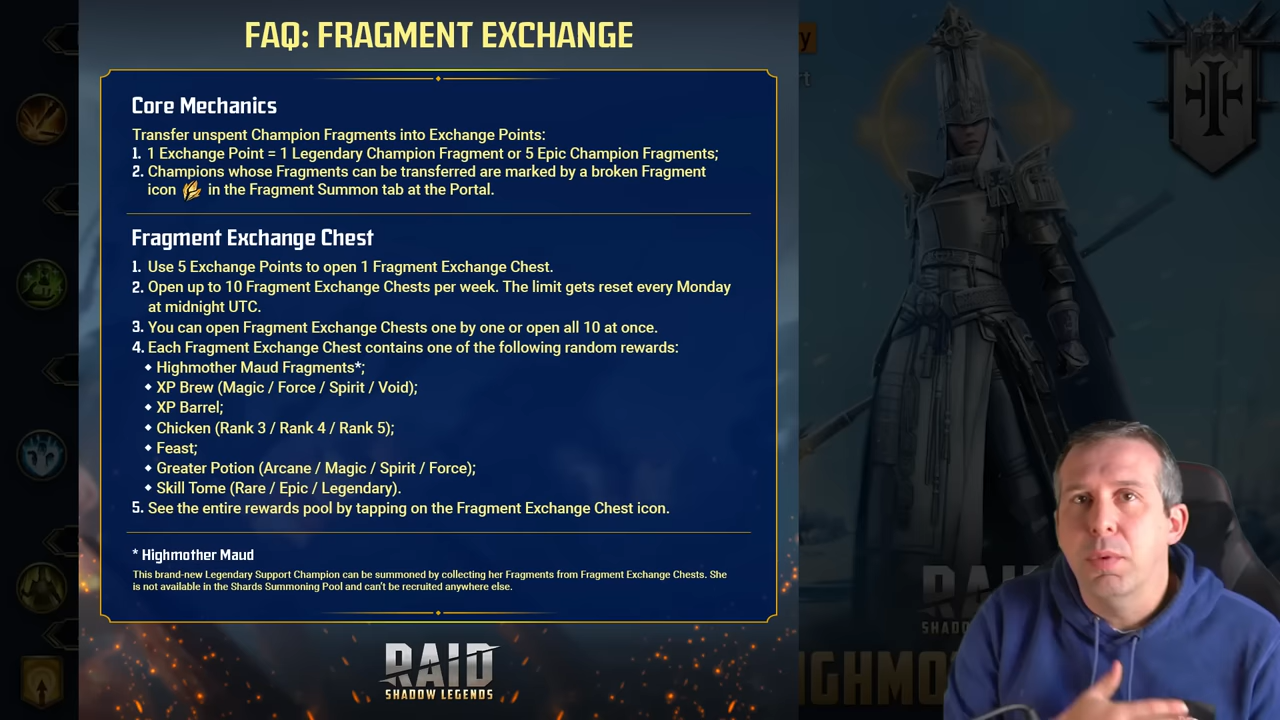 FAQ: FRAGMENT EXCHANGE
Core Mechanics
Transfer unspent Champion Fragments into Exchange Points:
1. 1 Exchange Point = 1 Legendary Champion Fragment or 5 Epic Champion Fragments;
2. Champions whose Fragments can be transferred are marked by a broken Fragment
icon in the Fragment Summon tab at the Portal.
Fragment Exchange Chest
1. Use 5 Exchange Points to open 1 Fragment Exchange Chest.
2. Open up to 10 Fragment Exchange Chests per week. The limit gets reset every Monday
at midnight UTC.
3. You can open Fragment Exchange Chests one by one or open all 10 at once.
4. Each Fragment Exchange Chest contains one of the following random rewards:
◆ Highmother Maud Fragments*;
◆ XP Brew (Magic / Force / Spirit / Void);
◆ XP Barrel;
◆ Chicken (Rank 3 / Rank 4 / Rank 5);
◆ Feast;
◆ Greater Potion (Arcane / Magic / Spirit / Force);
◆ Skill Tome (Rare / Epic / Legendary).
5. See the entire rewards pool by tapping on the Fragment Exchange Chest icon.
* Highmother Maud
This brand-new Legendary Support Champion can be summoned by collecting her Fragments from Fragment Exchange Chests. She
is not available in the Shards Summoning Pool and can't be recruited anywhere else.
RAID
SHADOW LEGENDS